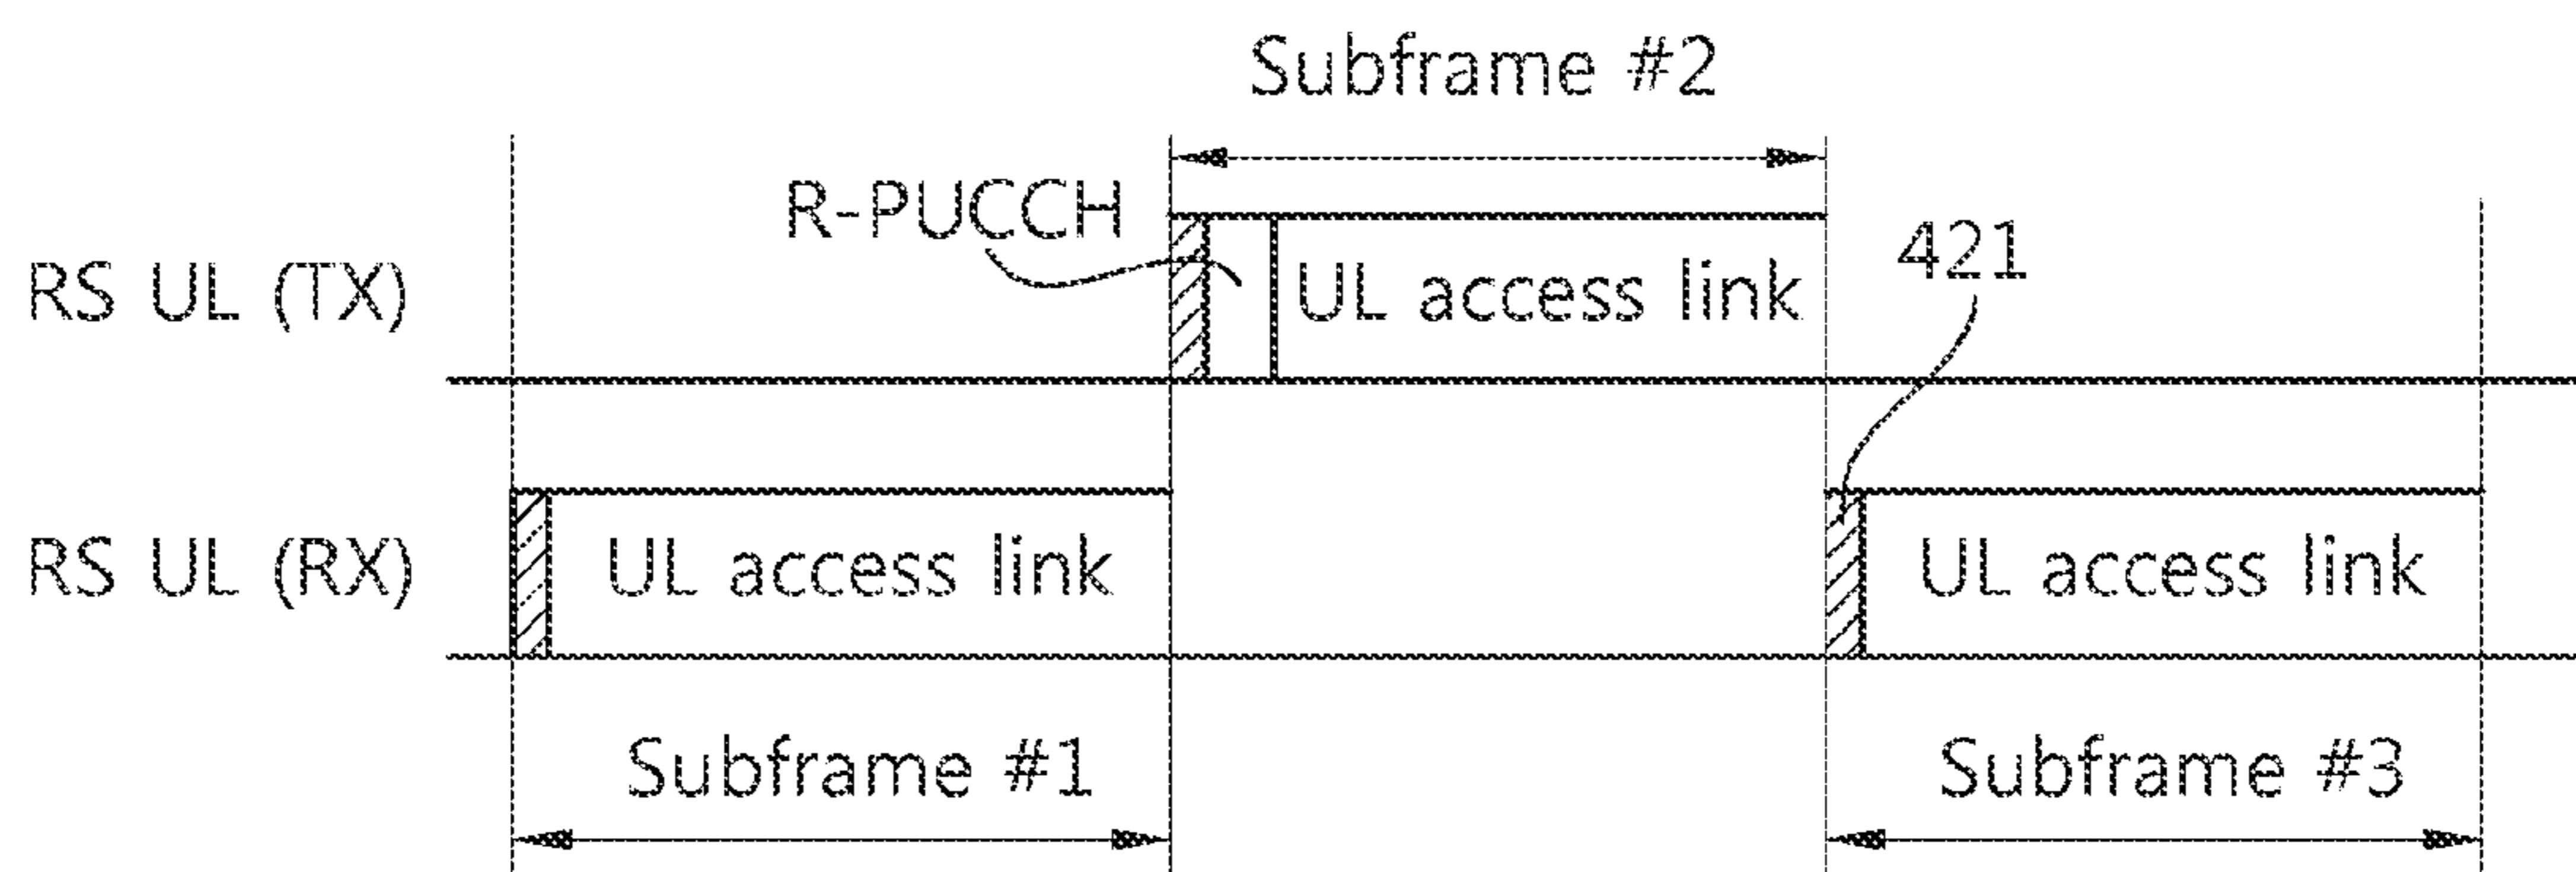 Subframe #2
R-PUCCH
421
RS UL (TX)
UL access link
RS UL (RX)
UL access link
UL access link
Subframe #1
Subframe #3